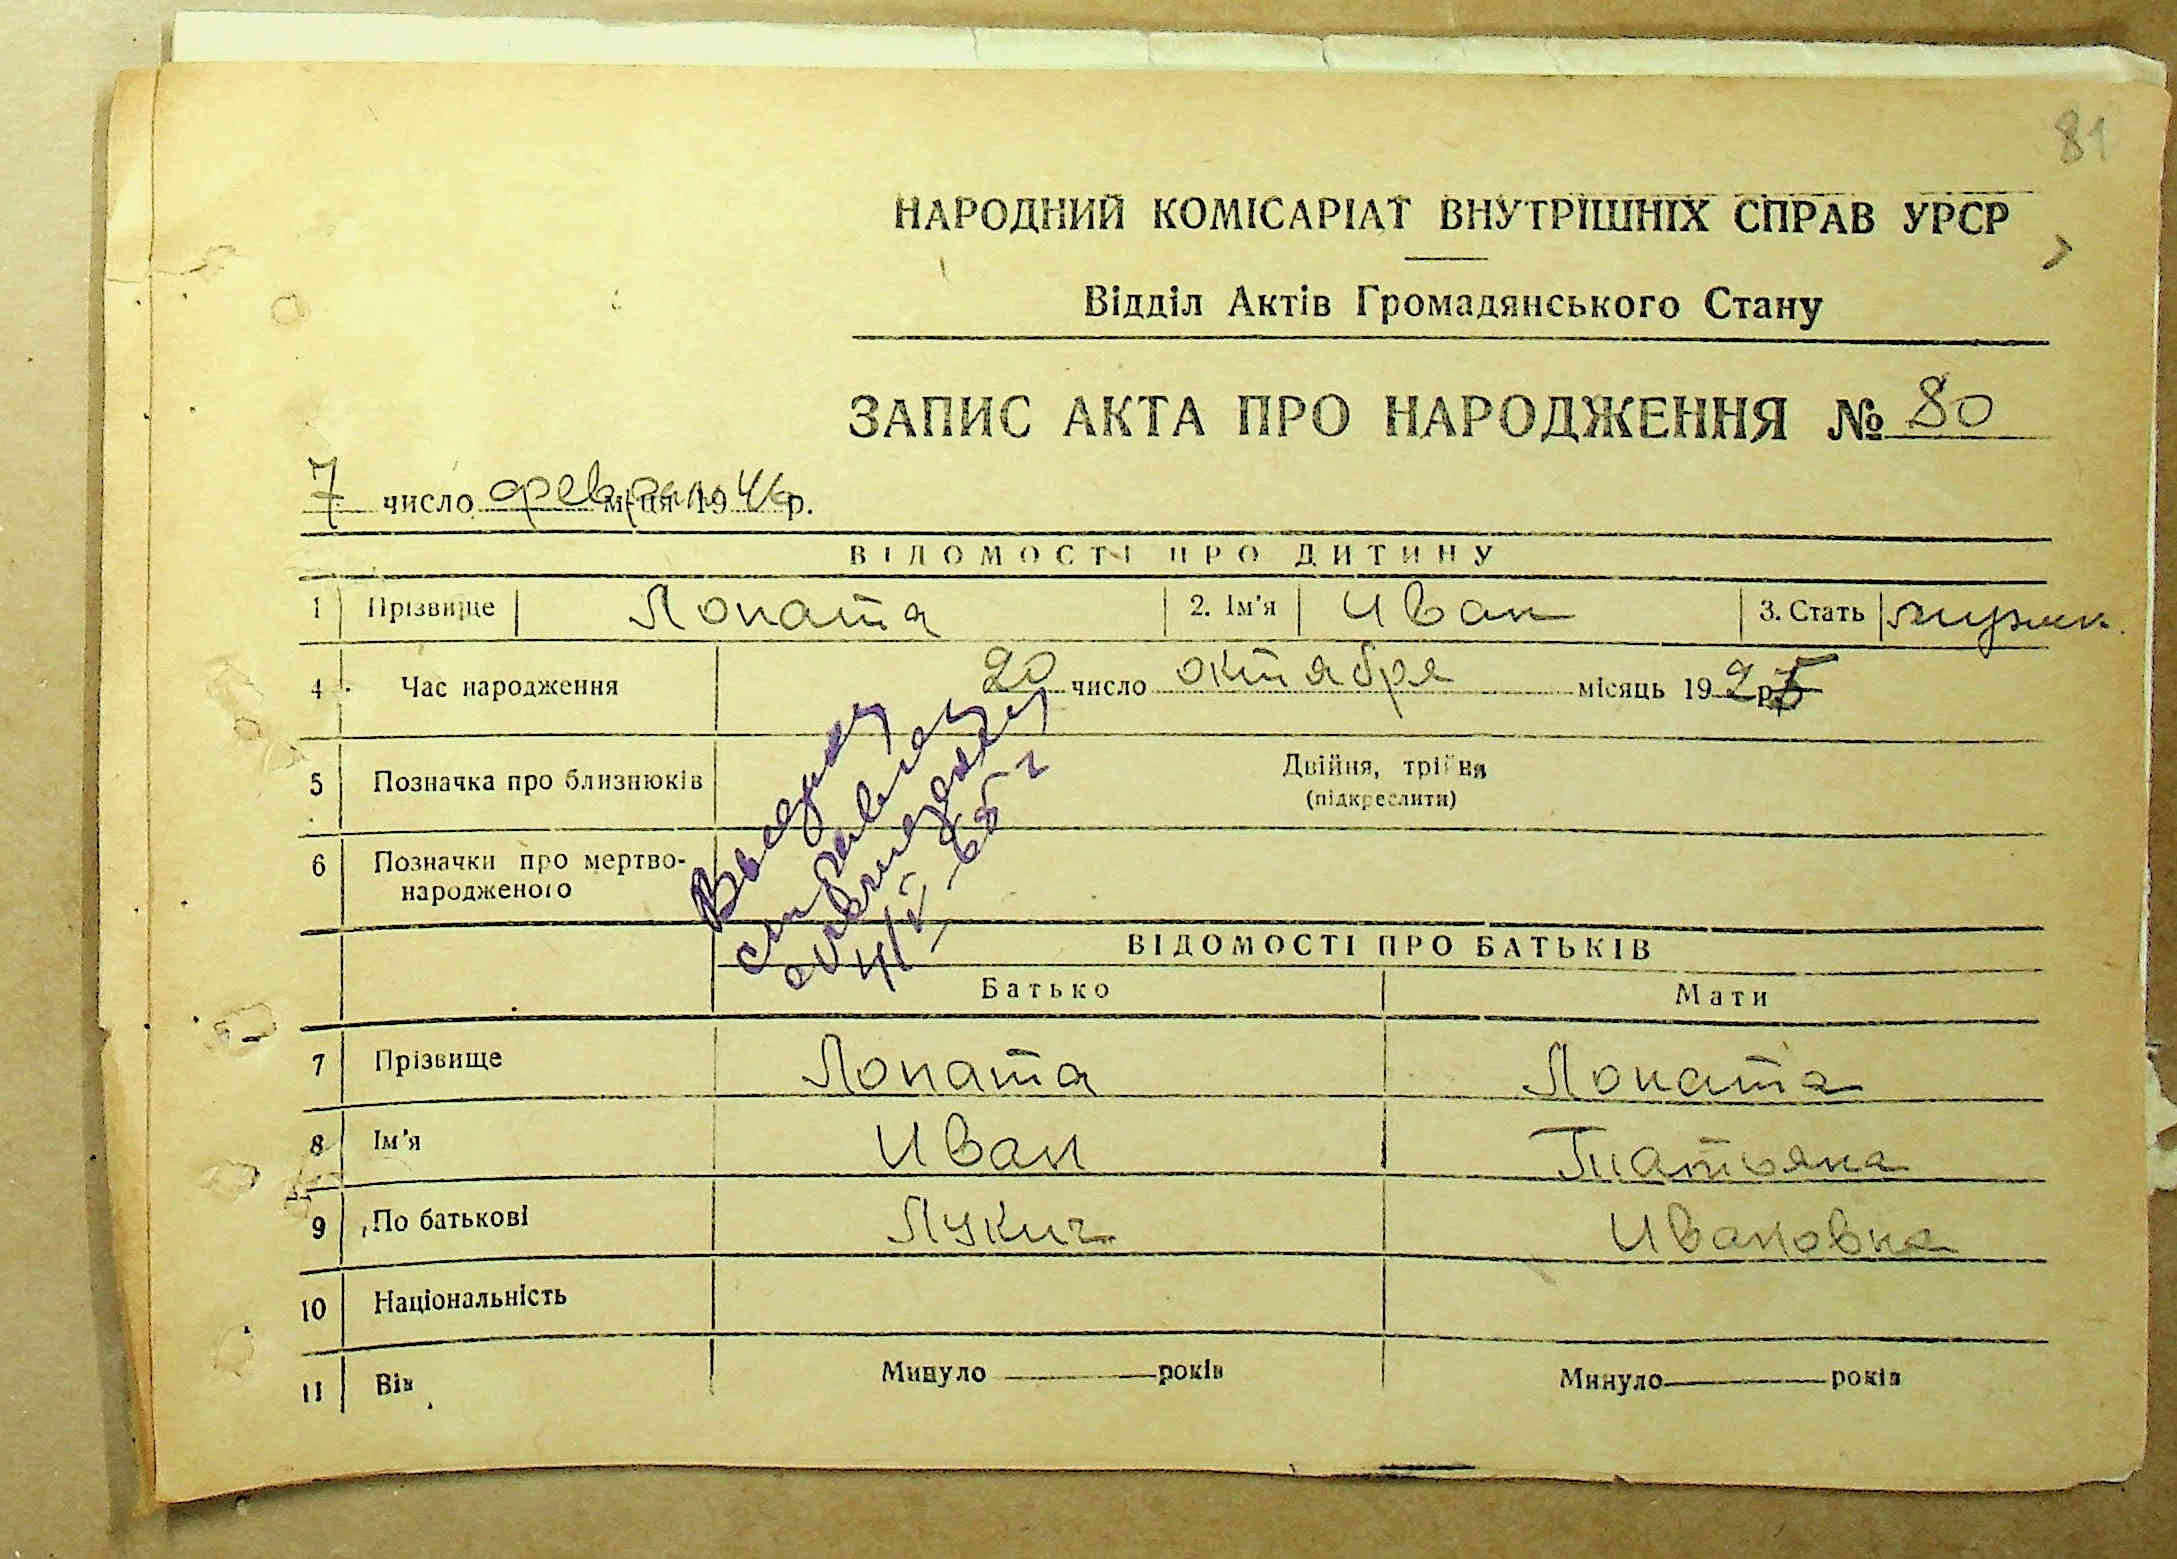 81
НАРОДНИЙ КОМІСАРІАТ ВНУТРІШНІХ СПРАВ УРСР
Відділ Актів Громадянського Стану
ЗАПИС АКТА ПРО НАРОДЖЕННЯ № 80
7 число февраля м-ця 1946 р.
ВІДОМОСТІ ПРО ДИТИНУ
1 Прізвище Лопата 2. Ім'я Иван 3. Стать мужск.
4 Час народження 20 число октября місяць 1925 р.
5 Позначка про близнюків Двійня, трійня
(підкреслити)
6 Позначки про мертво-
народженого
Выдано
свидетел
65 г
ВІДОМОСТІ ПРО БАТЬКІВ
Батько Мати
7 Прізвище Лопата Лопата
8 Ім'я Иван Татьяна
9 По батькові Лукич Ивановна
10 Національність
11 Вік Минуло років Минуло років